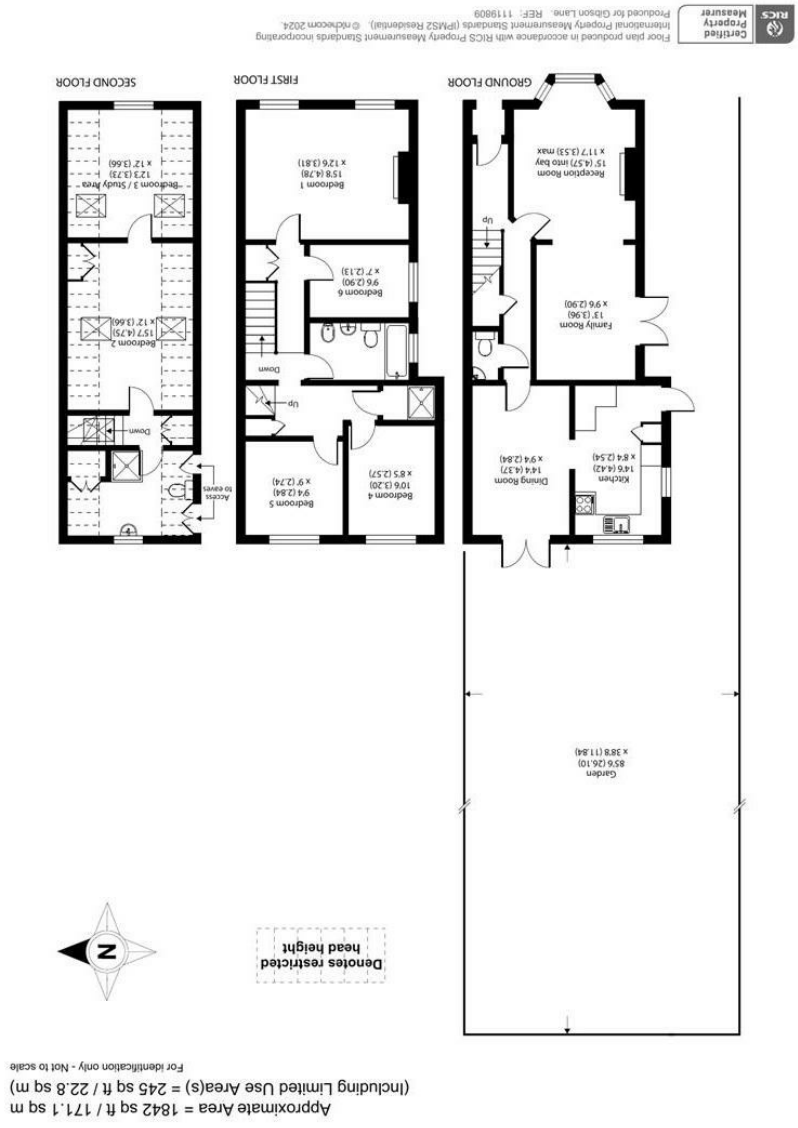 Approximate Area = 1842 sq ft / 171.1 sq m
(Including Limited Use Area(s) = 245 sq ft / 22.8 sq m)
For identification only - Not to scale
Denotes restricted
head height
N
Garden
85'6 (26.10)
x 38'8 (11.84)
Kitchen
14'6 (4.42)
x 8'4 (2.54)
Dining Room
14'4 (4.37)
x 9'4 (2.84)
Family Room
13' (3.96)
x 9'6 (2.90)
Up
Reception Room
15' (4.57) into bay
x 11'7 (3.53) max
GROUND FLOOR
Bedroom 4
10'6 (3.20)
x 8'5 (2.57)
Bedroom 5
9'4 (2.84)
x 9' (2.74)
Up
Down
Bedroom 6
9'6 (2.90)
x 7' (2.13)
Bedroom 1
15'8 (4.78)
x 12'6 (3.81)
FIRST FLOOR
Access
to eaves
Down
Bedroom 2
15'7 (4.75)
x 12' (3.66)
Bedroom 3 / Study Area
12'3 (3.73)
x 12' (3.66)
SECOND FLOOR
RICS
Certified
Property
Measurer
Floor plan produced in accordance with RICS Property Measurement Standards incorporating
International Property Measurement Standards (IPMS2 Residential). © nichecom 2024.
Produced for Gibson Lane. REF: 1119809